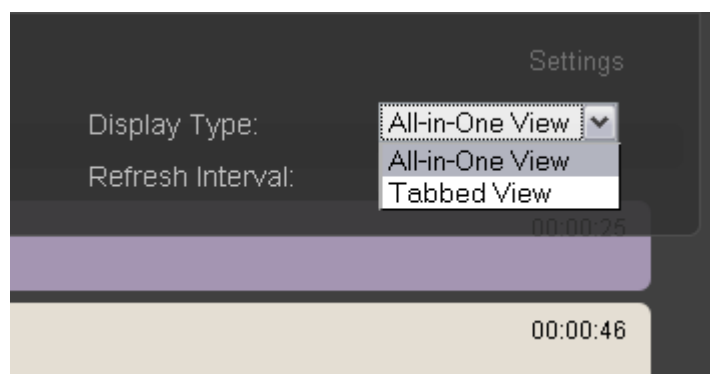 Settings
Display Type: All-in-One View
All-in-One View
Refresh Interval:
Tabbed View
00:00:25
00:00:46